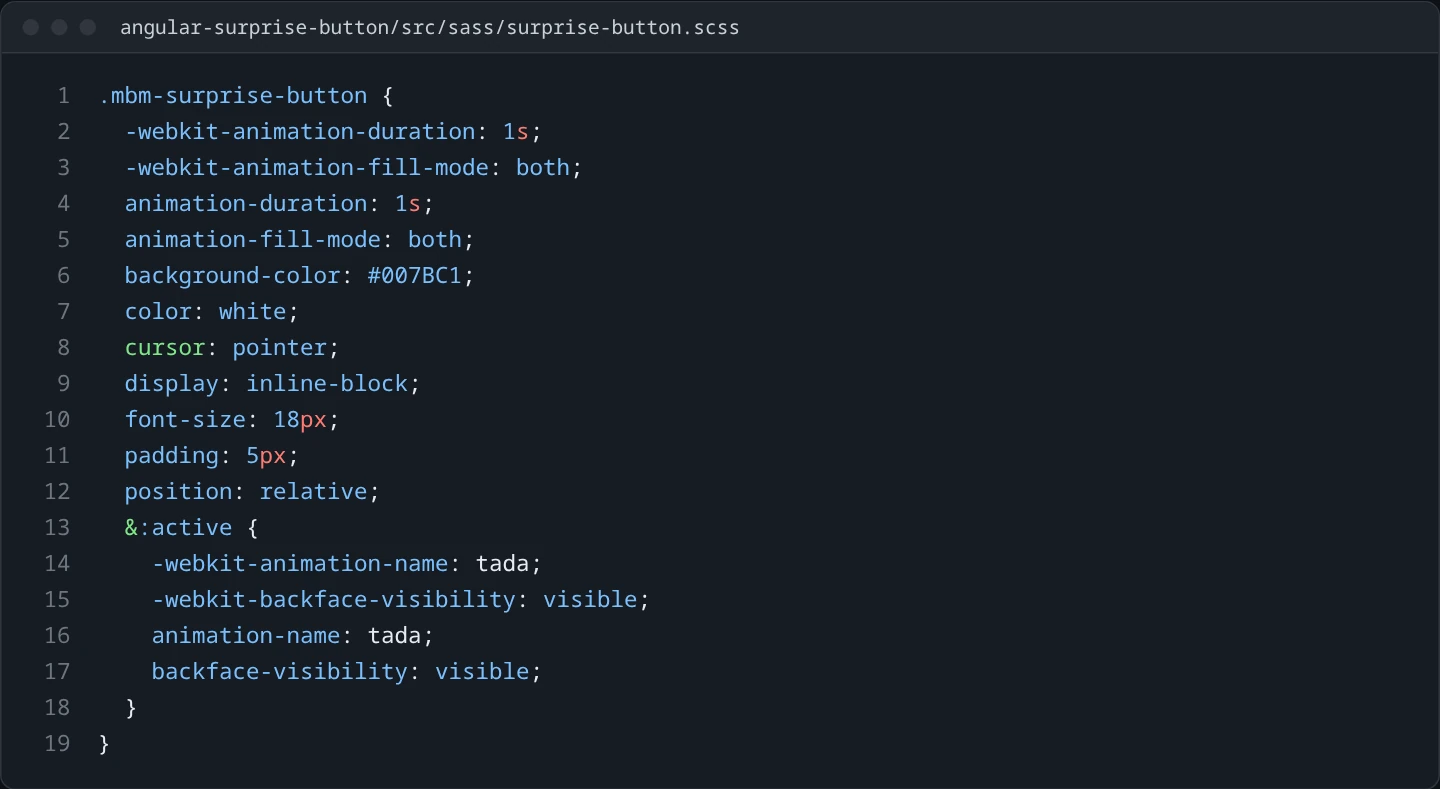 angular-surprise-button/src/sass/surprise-button.scss
1 .mbm-surprise-button {
2   -webkit-animation-duration: 1s;
3   -webkit-animation-fill-mode: both;
4   animation-duration: 1s;
5   animation-fill-mode: both;
6   background-color: #007BC1;
7   color: white;
8   cursor: pointer;
9   display: inline-block;
10   font-size: 18px;
11   padding: 5px;
12   position: relative;
13   &:active {
14     -webkit-animation-name: tada;
15     -webkit-backface-visibility: visible;
16     animation-name: tada;
17     backface-visibility: visible;
18   }
19 }